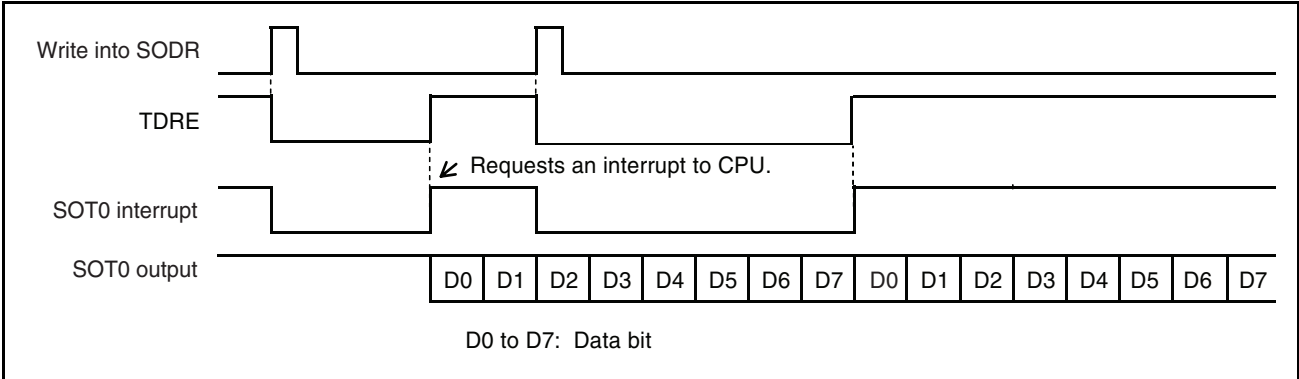 Write into SODR
TDRE
Requests an interrupt to CPU.
SOT0 interrupt
SOT0 output
D0 D1 D2 D3 D4 D5 D6 D7 D0 D1 D2 D3 D4 D5 D6 D7
D0 to D7: Data bit